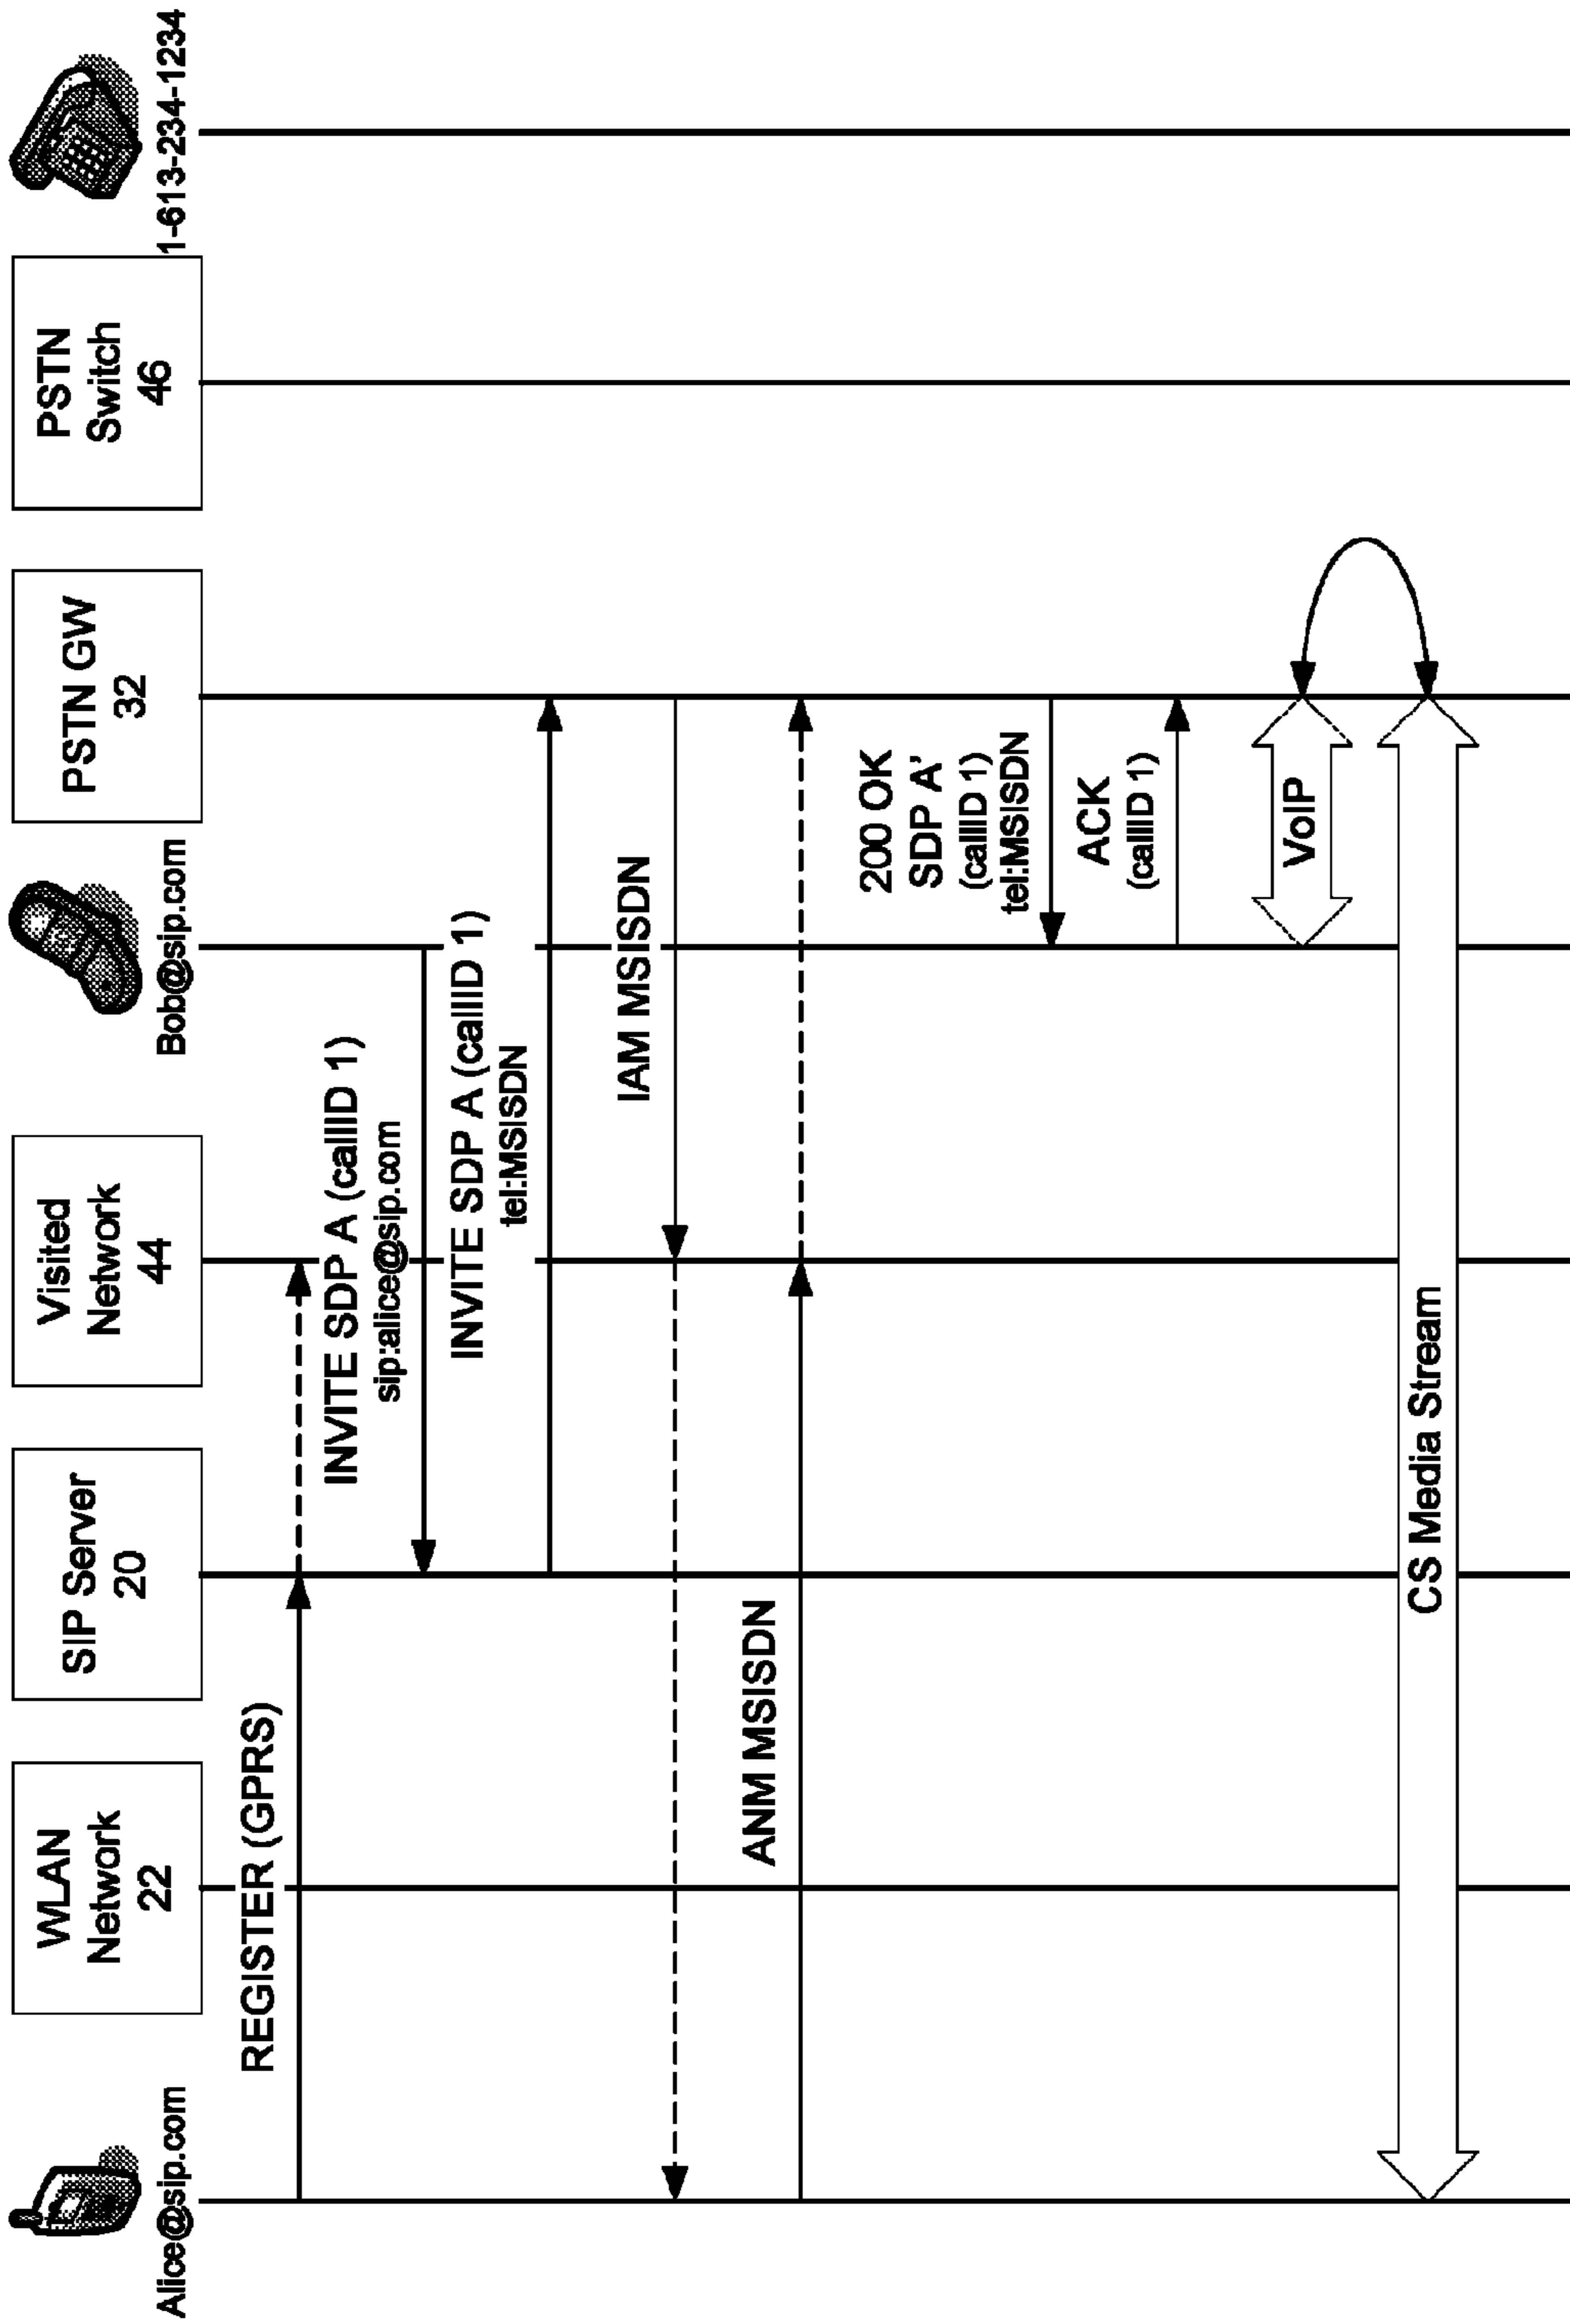 Alice@sip.com
WLAN
Network
22
SIP Server
20
Visited
Network
44
Bob@sip.com
PSTN GW
32
PSTN
Switch
46
1-613-234-1234
REGISTER (GPRS)
INVITE SDP A (callID 1)
sip:alice@sip.com
INVITE SDP A (callID 1)
tel:MSISDN
IAM MSISDN
ANM MSISDN
200 OK
SDP A'
(callID 1)
tel:MSISDN
ACK
(callID 1)
VoIP
CS Media Stream